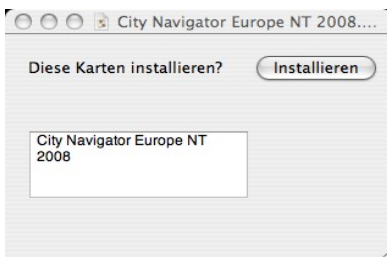 City Navigator Europe NT 2008....
Diese Karten installieren?
Installieren
City Navigator Europe NT
2008